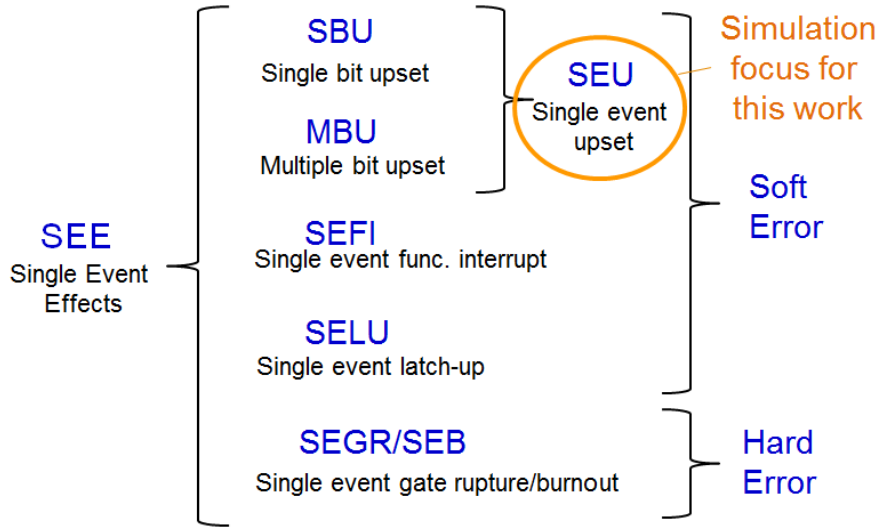 SEE
Single Event
Effects
SBU
Single bit upset
MBU
Multiple bit upset
SEU
Single event
upset
Simulation
focus for
this work
SEFI
Single event func. interrupt
SELU
Single event latch-up
Soft
Error
SEGR/SEB
Single event gate rupture/burnout
Hard
Error